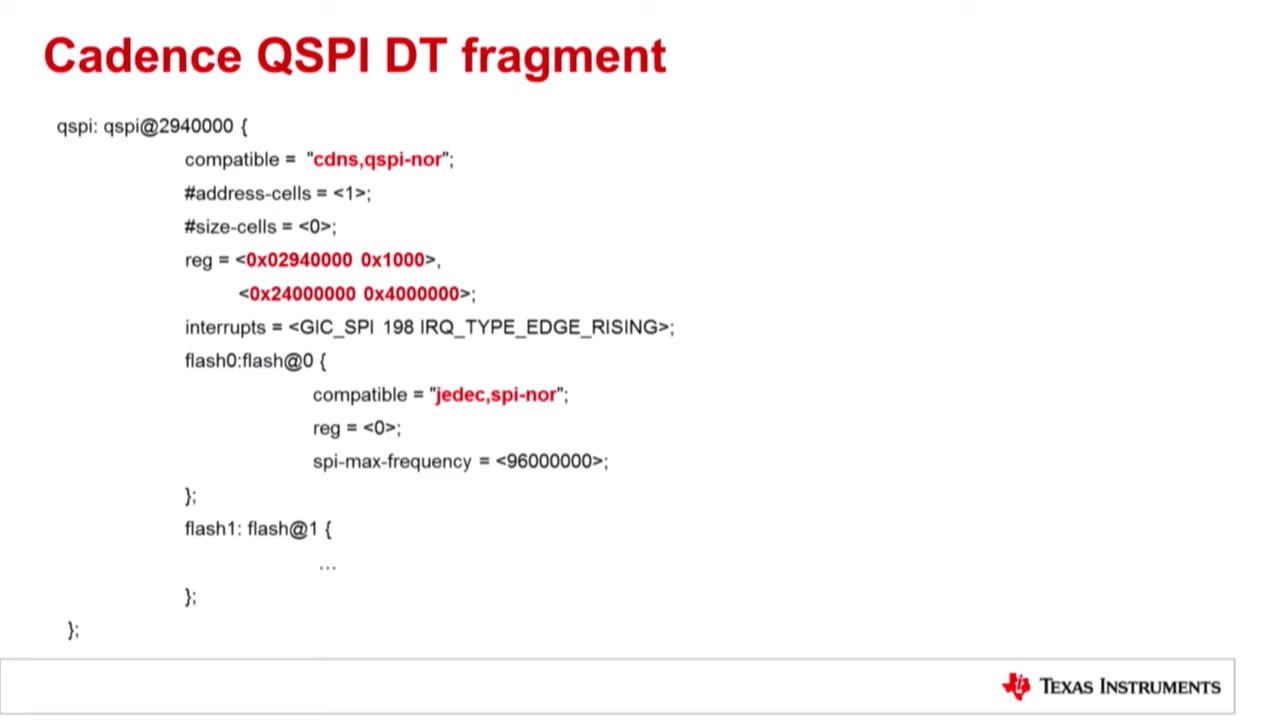 Cadence QSPI DT fragment
qspi: qspi@2940000 {
compatible = "cdns,qspi-nor";
#address-cells = <1>;
#size-cells = <0>;
reg = <0x02940000 0x1000>,
<0x24000000 0x4000000>;
interrupts = <GIC_SPI 198 IRQ_TYPE_EDGE_RISING>;
flash0:flash@0 {
compatible = "jedec,spi-nor";
reg = <0>;
spi-max-frequency = <96000000>;
};
flash1: flash@1 {
...
};
};
TEXAS INSTRUMENTS